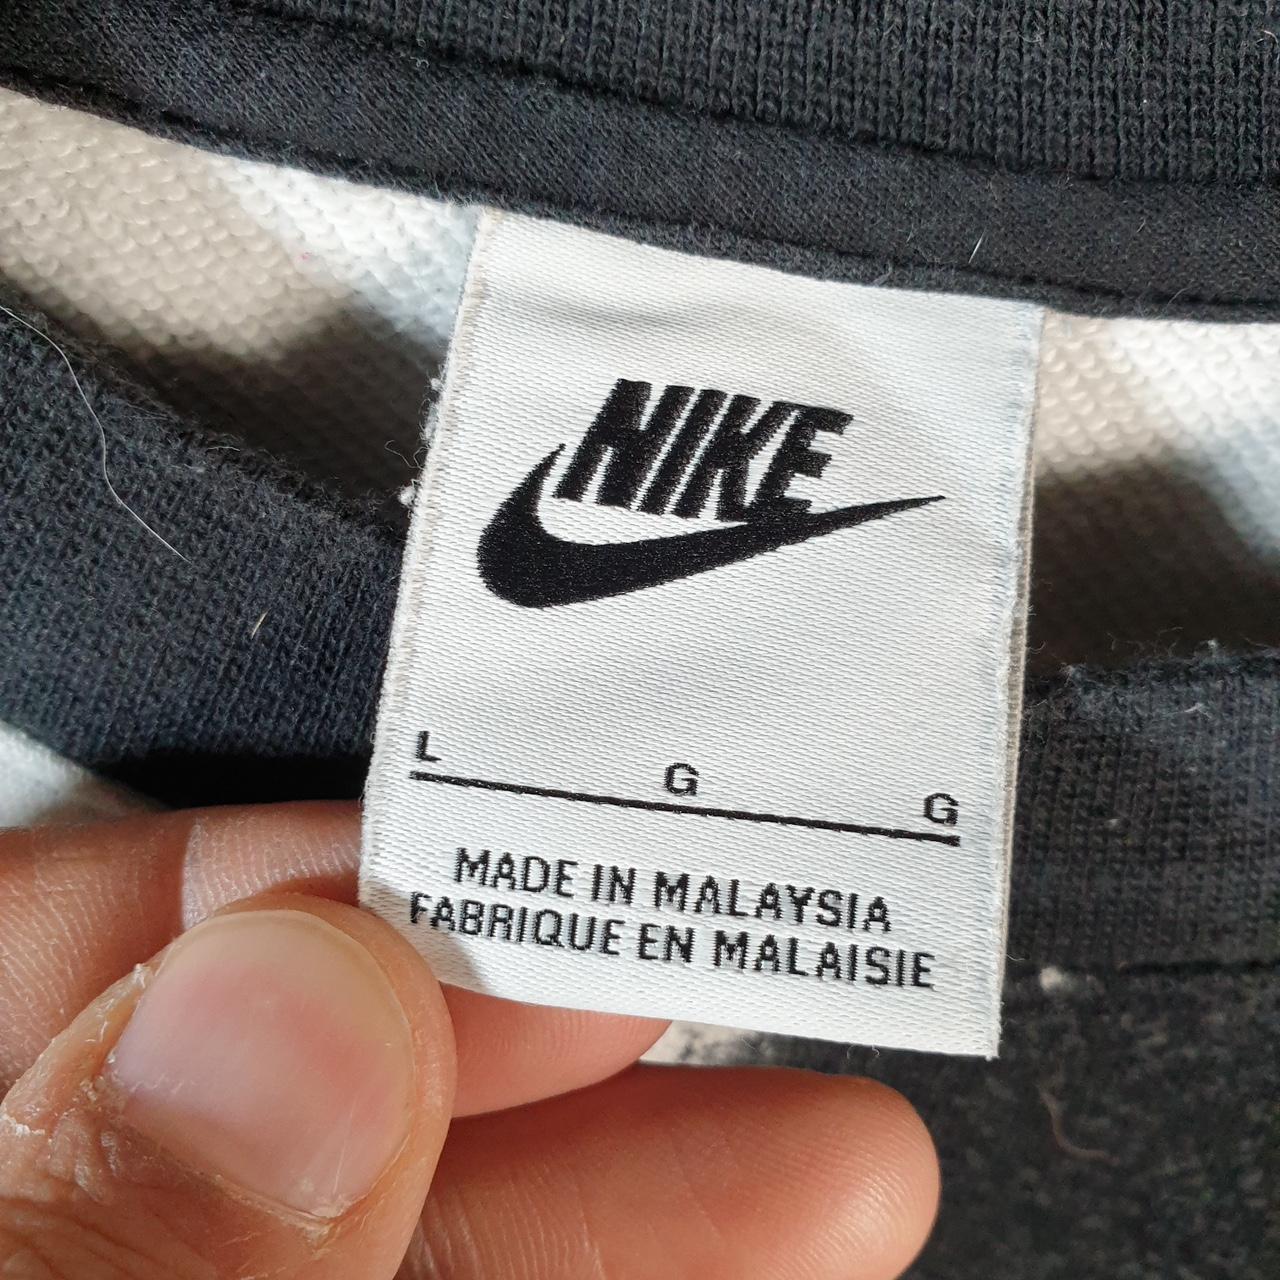 NIKE
L G G
MADE IN MALAYSIA
FABRIQUE EN MALAISIE